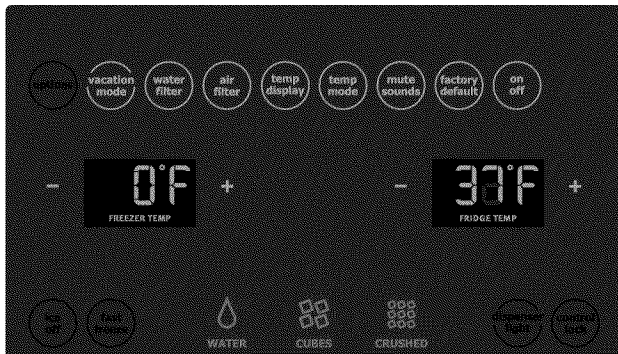 options
vacation mode
water filter
air filter
temp display
temp mode
mute sounds
factory default
on off
- 0°F +
FREEZER TEMP
- 37°F +
FRIDGE TEMP
ice off
fast freeze
WATER
CUBES
CRUSHED
dispenser light
control lock